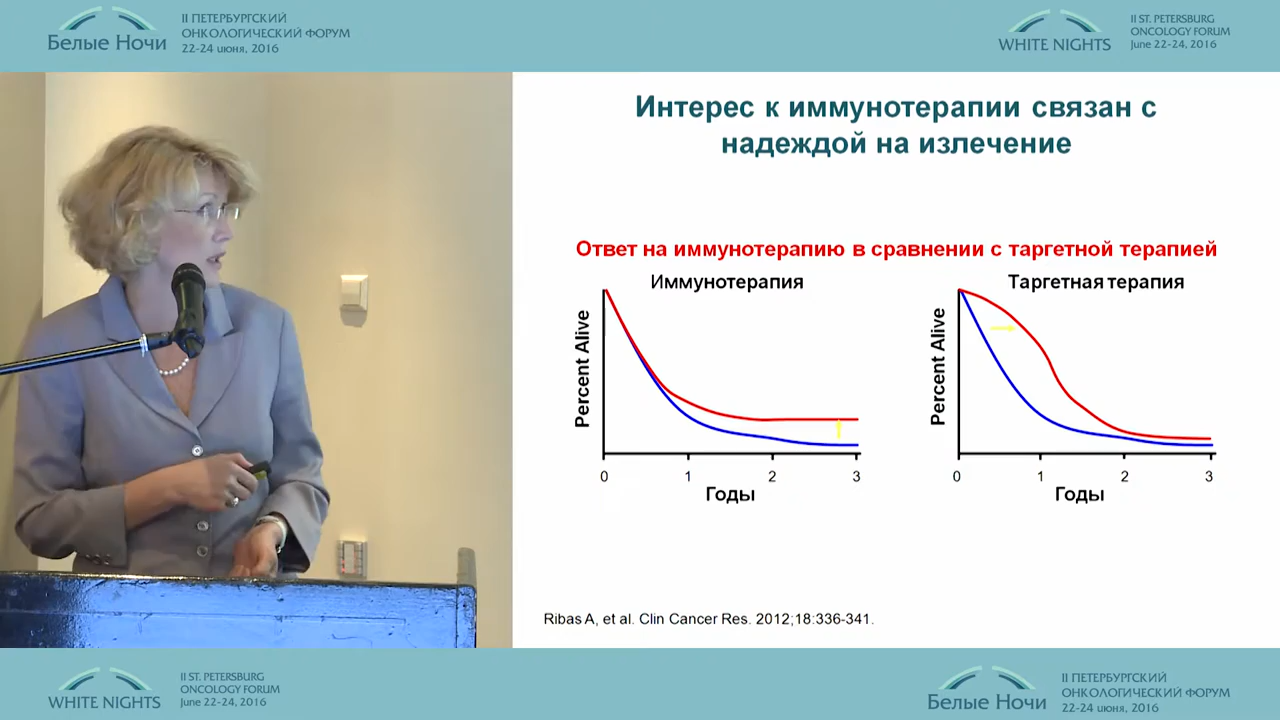 Белые Ночи
II ПЕТЕРБУРГСКИЙ
ОНКОЛОГИЧЕСКИЙ ФОРУМ
22-24 июня, 2016
WHITE NIGHTS
II ST. PETERSBURG
ONCOLOGY FORUM
June 22-24, 2016
Интерес к иммунотерапии связан с
надеждой на излечение
Ответ на иммунотерапию в сравнении с таргетной терапией
Иммунотерапия
Percent Alive
0 1 2 3
Годы
Таргетная терапия
Percent Alive
0 1 2 3
Годы
Ribas A, et al. Clin Cancer Res. 2012;18:336-341.
WHITE NIGHTS
II ST. PETERSBURG
ONCOLOGY FORUM
June 22-24, 2016
Белые Ночи
II ПЕТЕРБУРГСКИЙ
ОНКОЛОГИЧЕСКИЙ ФОРУМ
22-24 июня, 2016